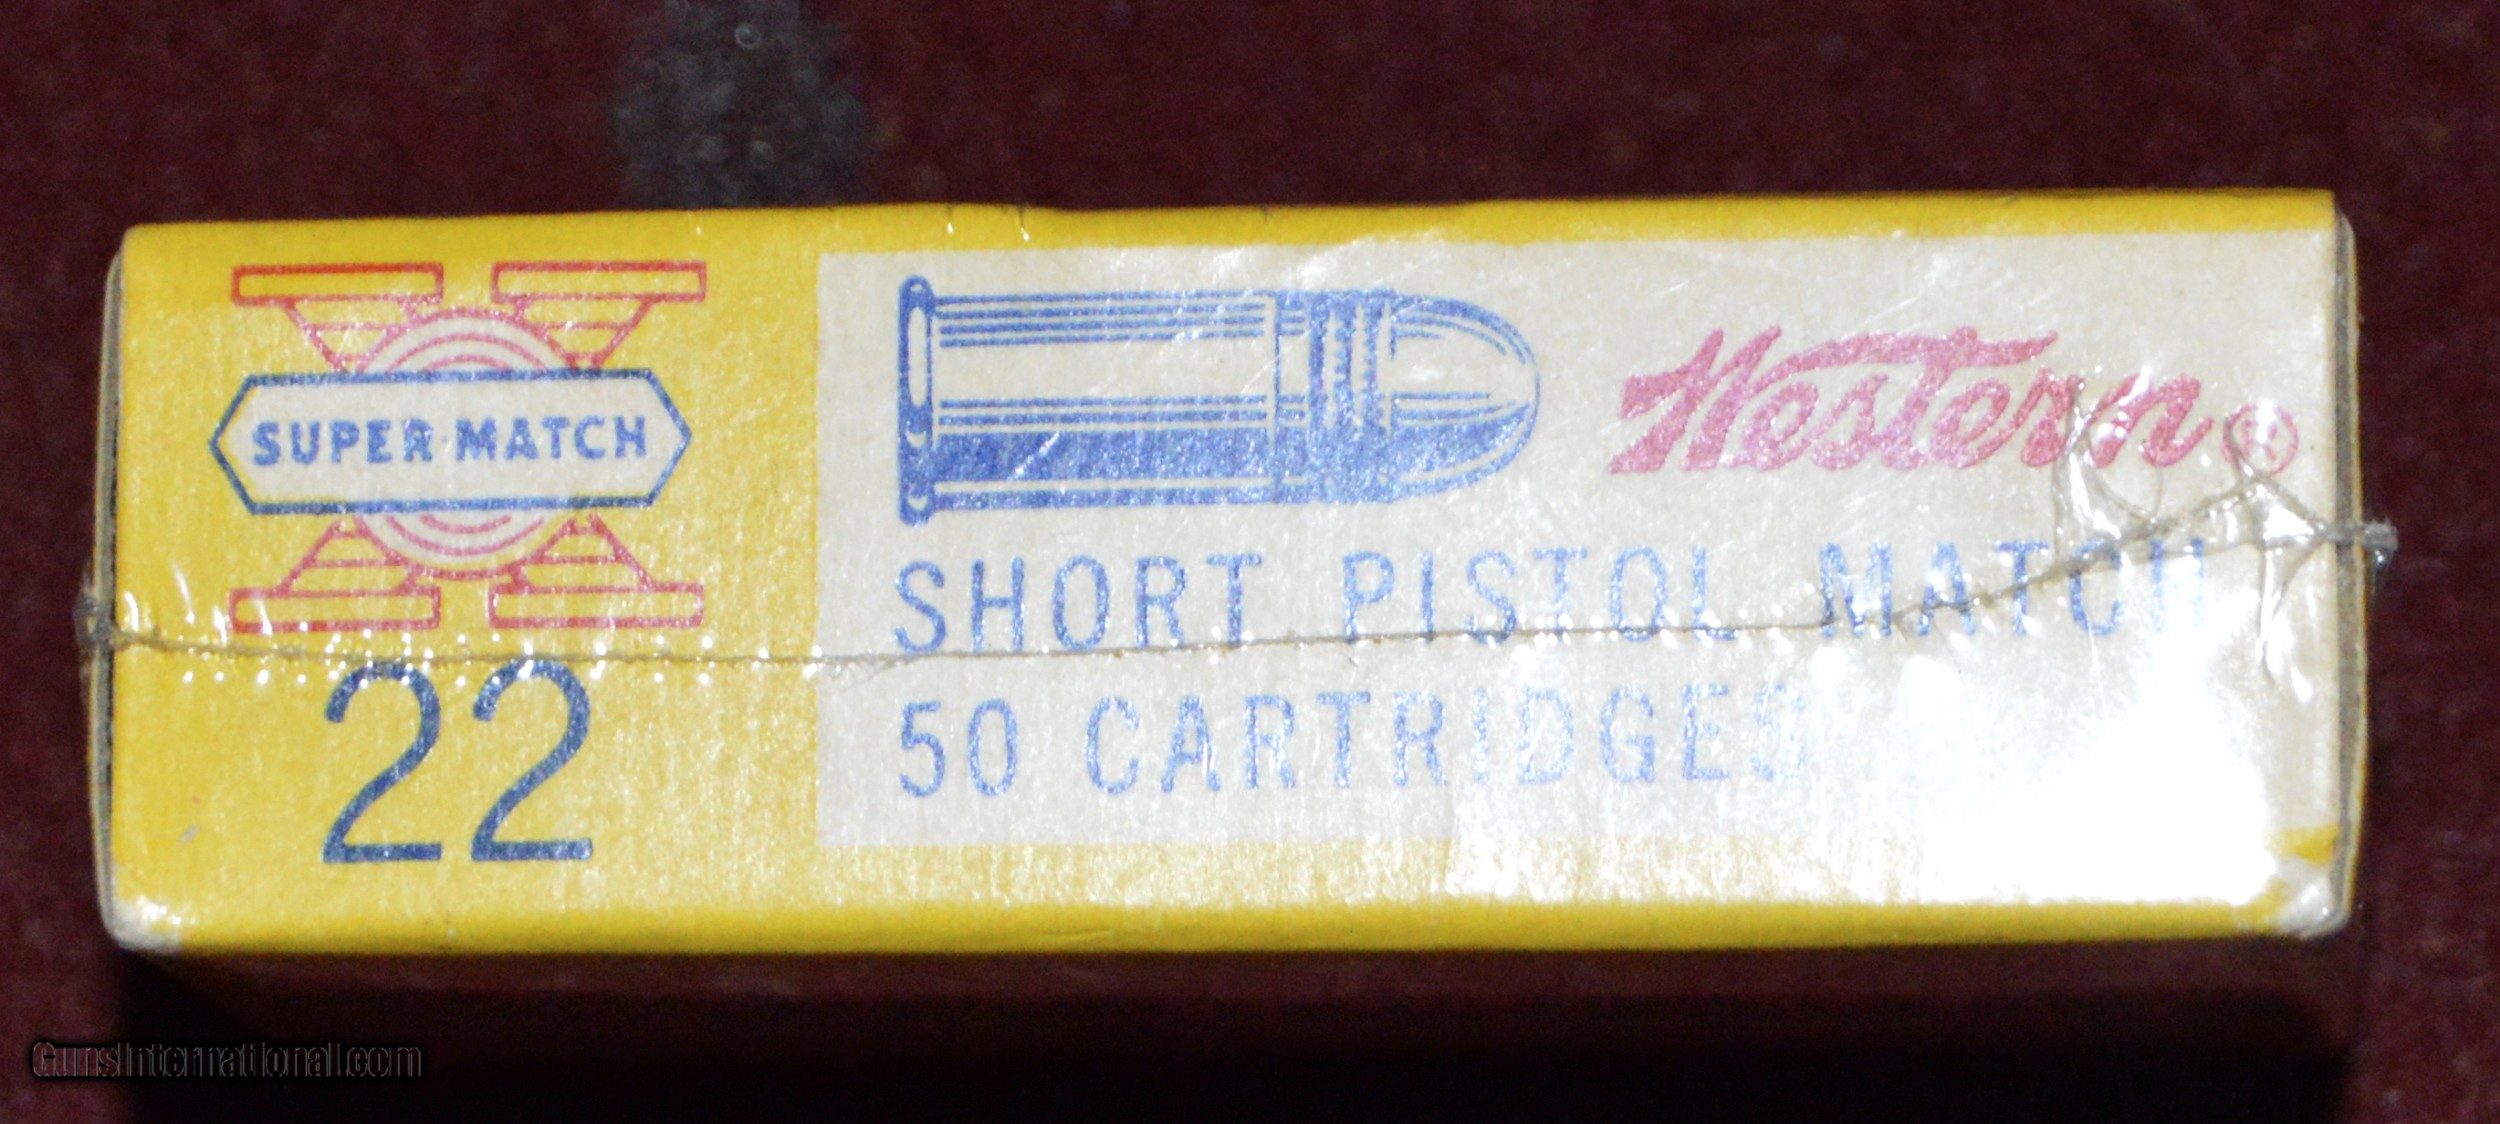 SUPER-MATCH
22
Western ®
SHORT PISTOL MATCH
50 CARTRIDGES
GunsInternational.com